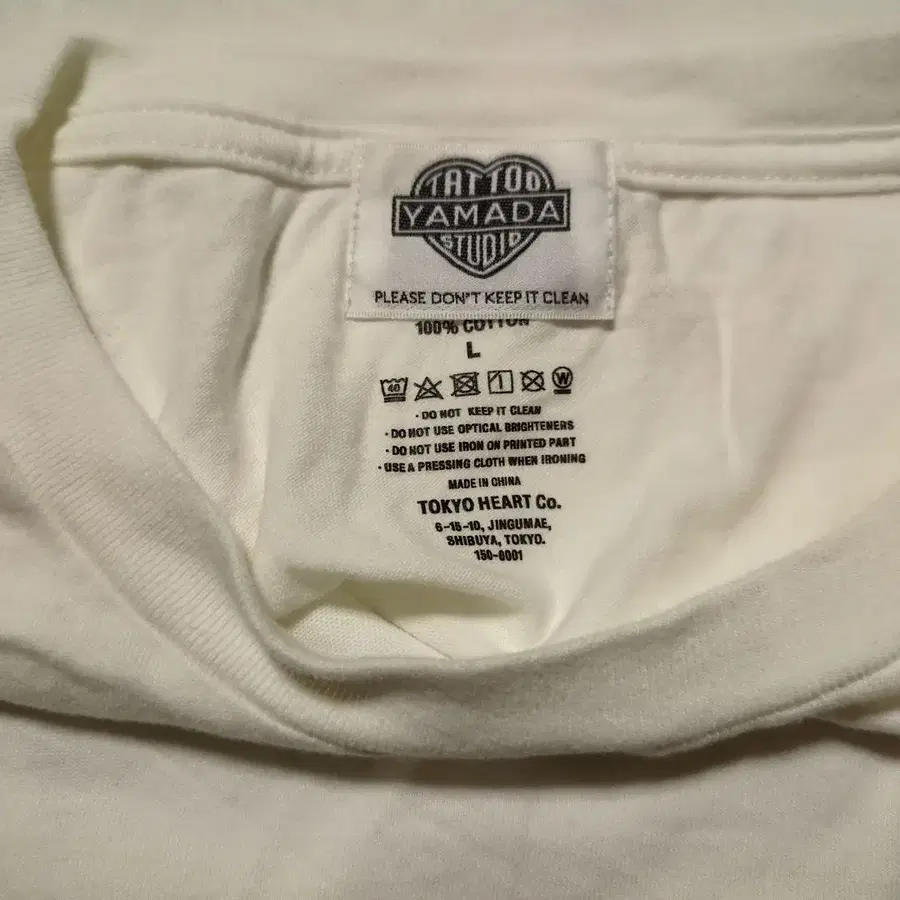 TATTOO
YAMADA
STUDIO
PLEASE DON'T KEEP IT CLEAN
100% COTTON
L
40 1 W
· DO NOT KEEP IT CLEAN
· DO NOT USE OPTICAL BRIGHTENERS
· DO NOT USE IRON ON PRINTED PART
· USE A PRESSING CLOTH WHEN IRONING
MADE IN CHINA
TOKYO HEART Co.
6-15-10, JINGUMAE,
SHIBUYA, TOKYO.
150-0001